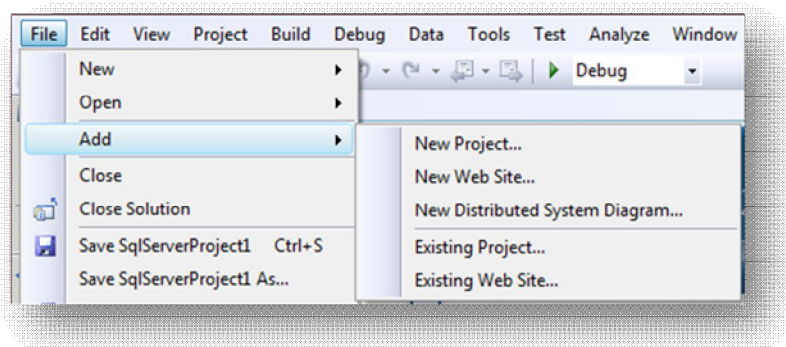 File Edit View Project Build Debug Data Tools Test Analyze Window
New
Open
Debug
Add
Close
Close Solution
Save SqlServerProject1 Ctrl+S
Save SqlServerProject1 As...
New Project...
New Web Site...
New Distributed System Diagram...
Existing Project...
Existing Web Site...